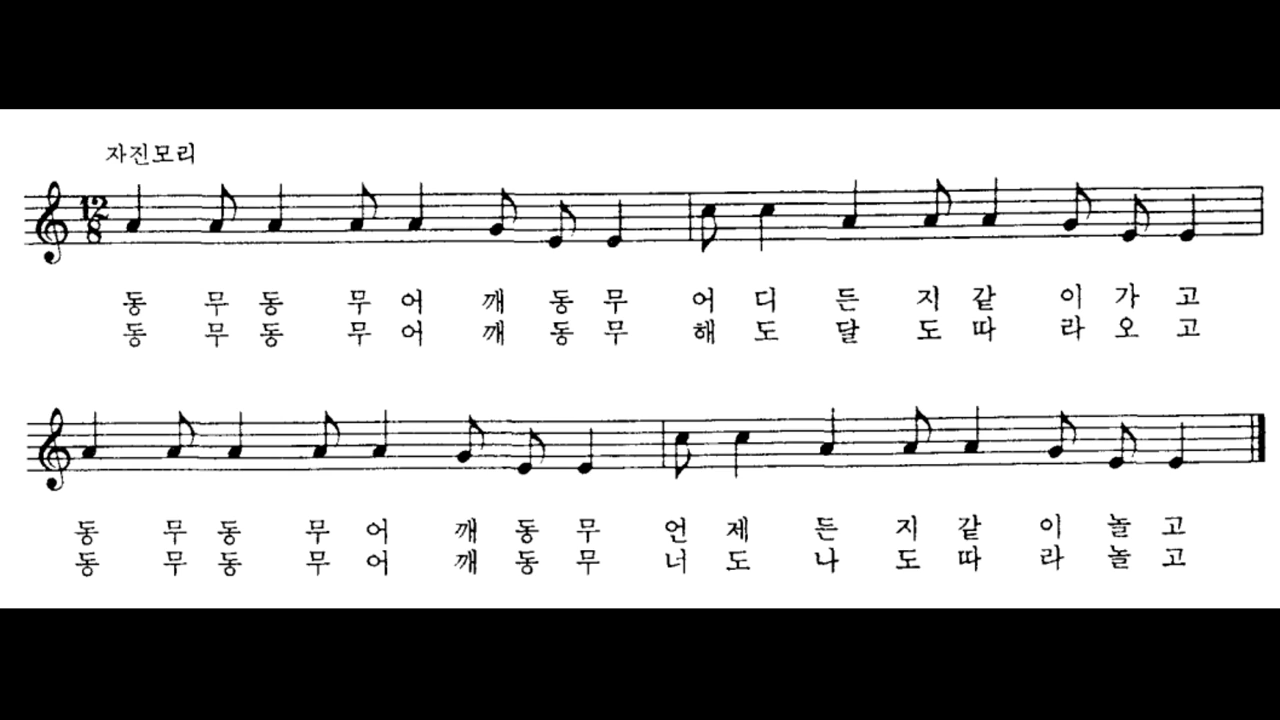 자진모리
12
8
동 무 동 무 어 깨 동 무 어 디 든 지 같 이 가 고
동 무 동 무 어 깨 동 무 해 도 달 도 따 라 오 고
동 무 동 무 어 깨 동 무 언 제 든 지 같 이 놀 고
동 무 동 무 어 깨 동 무 너 도 나 도 따 라 놀 고